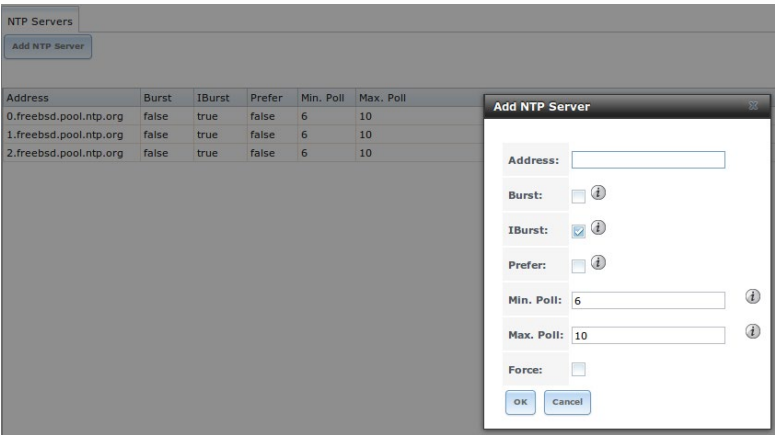 NTP Servers
Add NTP Server
Address Burst IBurst Prefer Min. Poll Max. Poll
0.freebsd.pool.ntp.org false true false 6 10
1.freebsd.pool.ntp.org false true false 6 10
2.freebsd.pool.ntp.org false true false 6 10
Add NTP Server
Address:
Burst:
IBurst:
Prefer:
Min. Poll: 6
Max. Poll: 10
Force:
OK Cancel